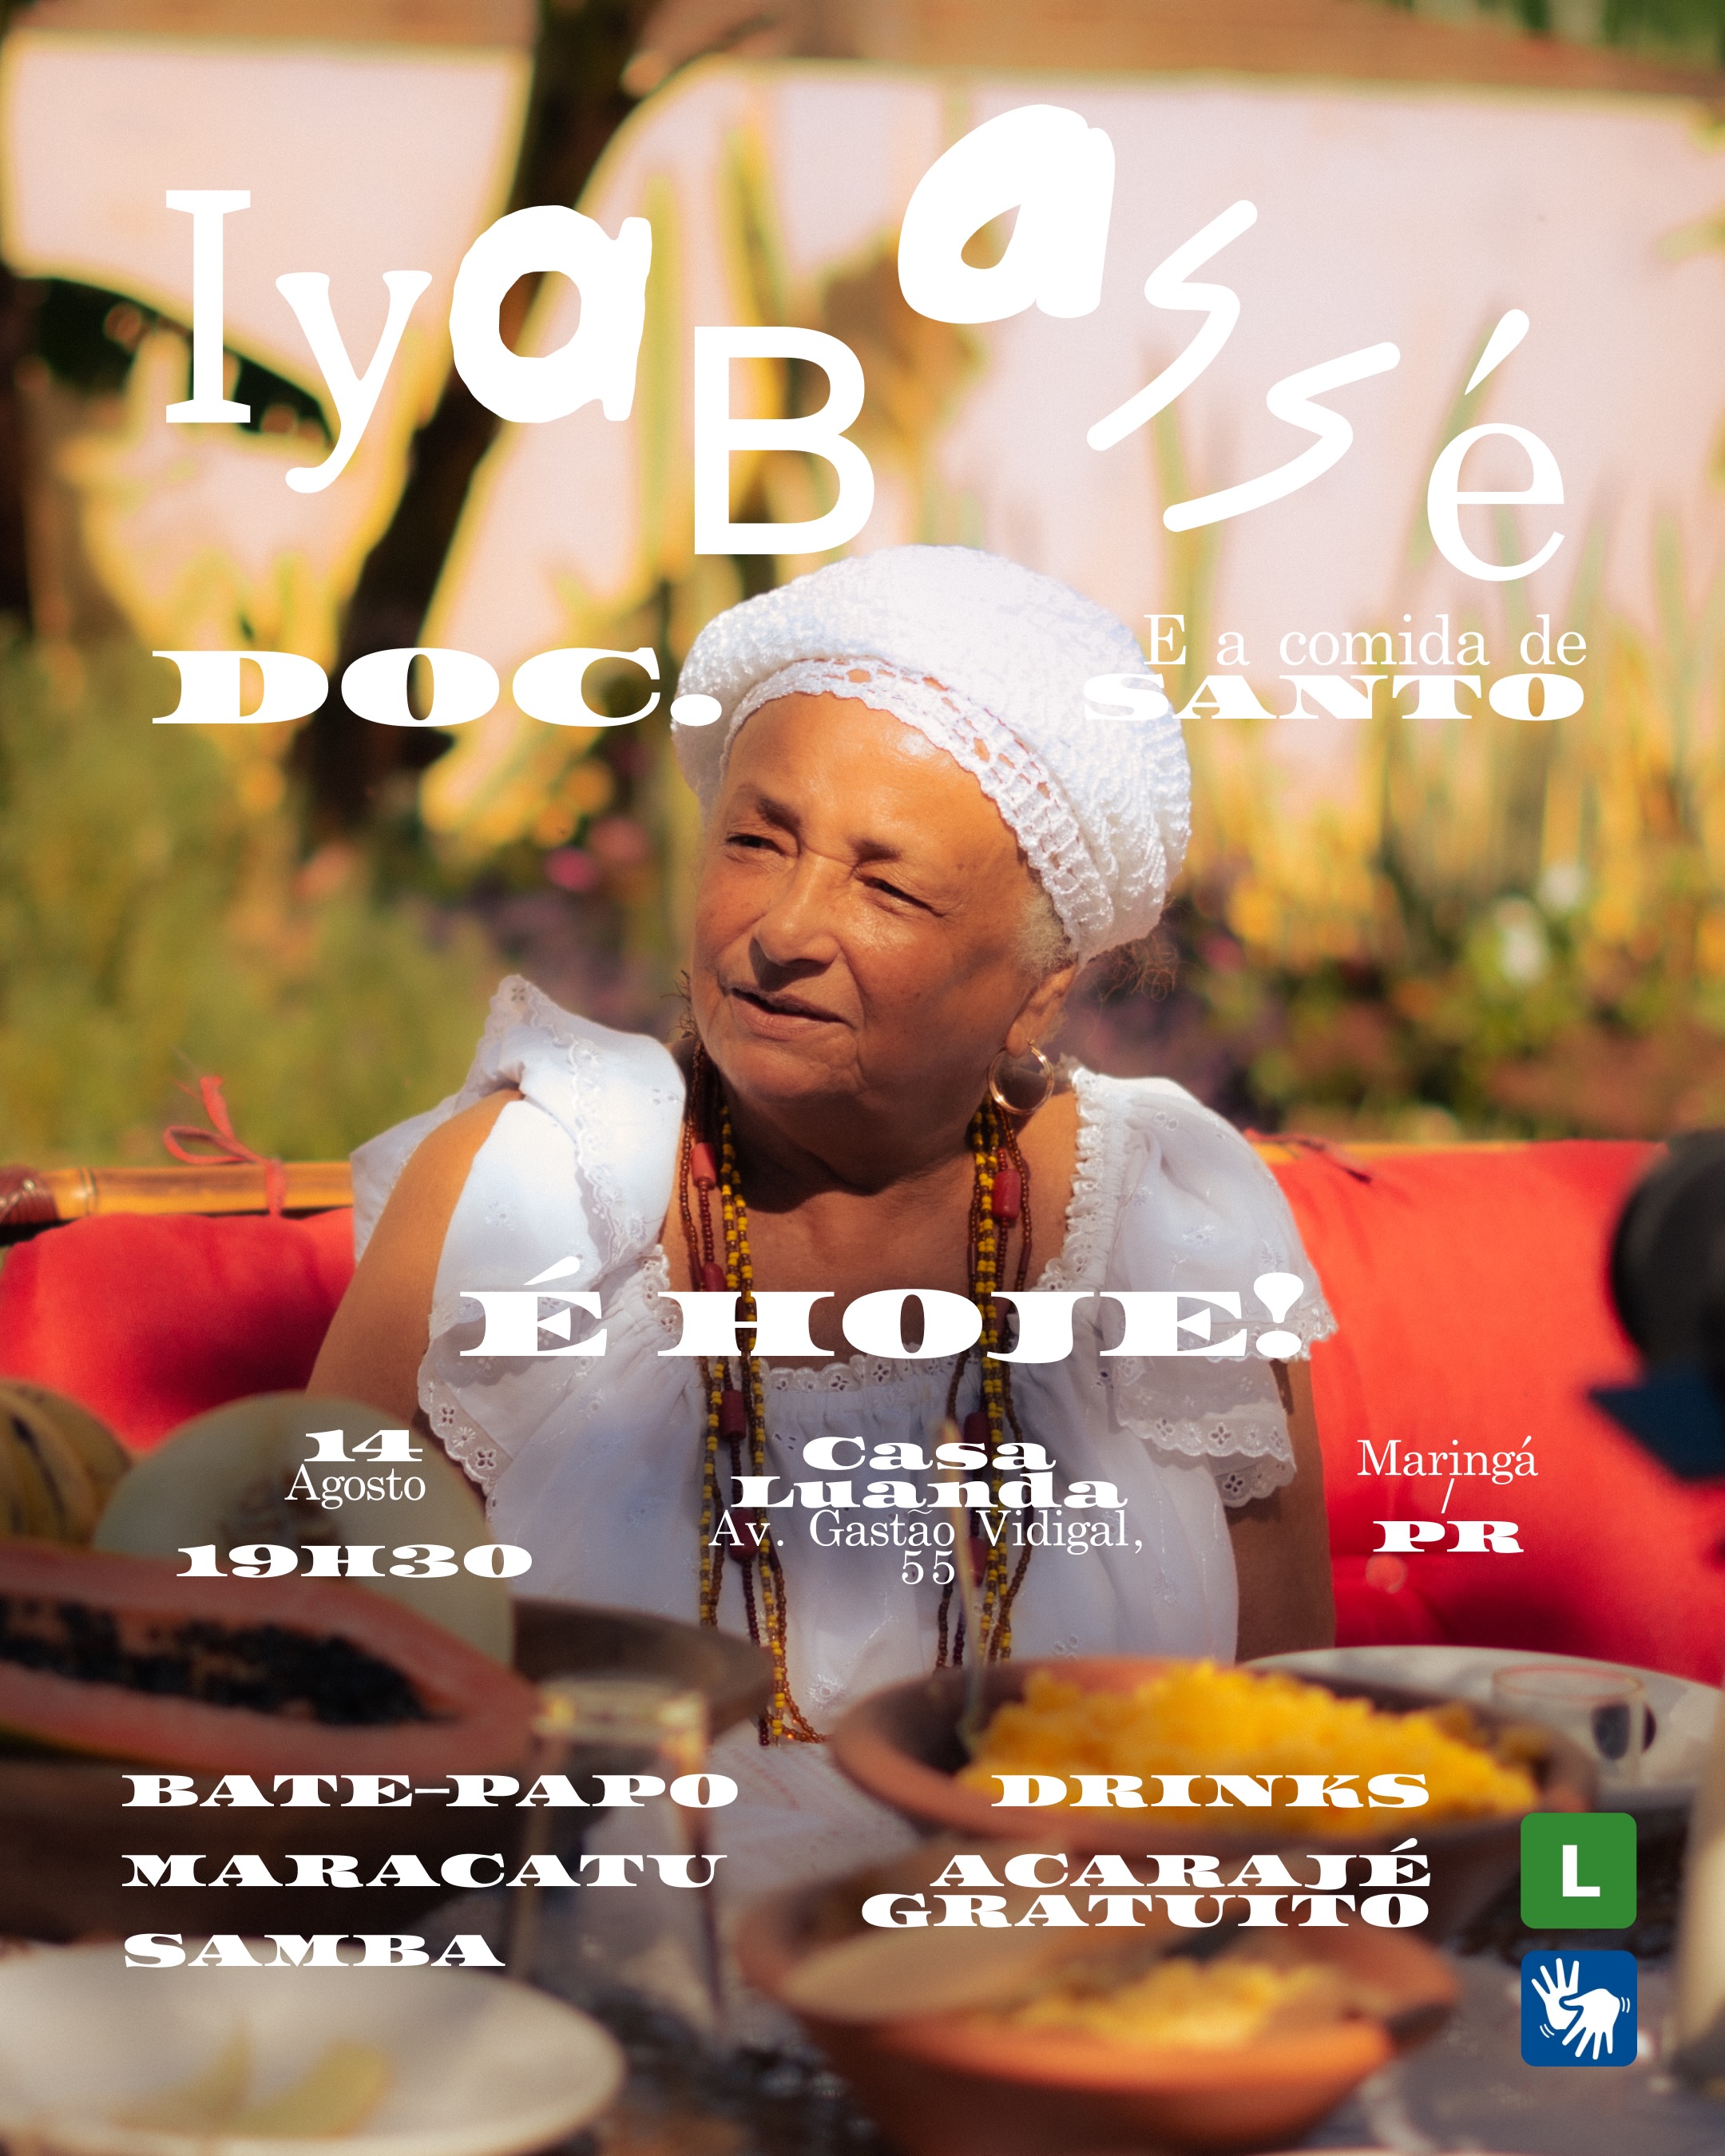 IyaBassé
DOC.
E a comida de
SANTO
É HOJE!
14
Agosto
19H30
Casa
Luanda
Av. Gastão Vidigal,
55
Maringá
/
PR
BATE-PAPO
MARACATU
SAMBA
DRINKS
ACARAJÉ
GRATUITO
L